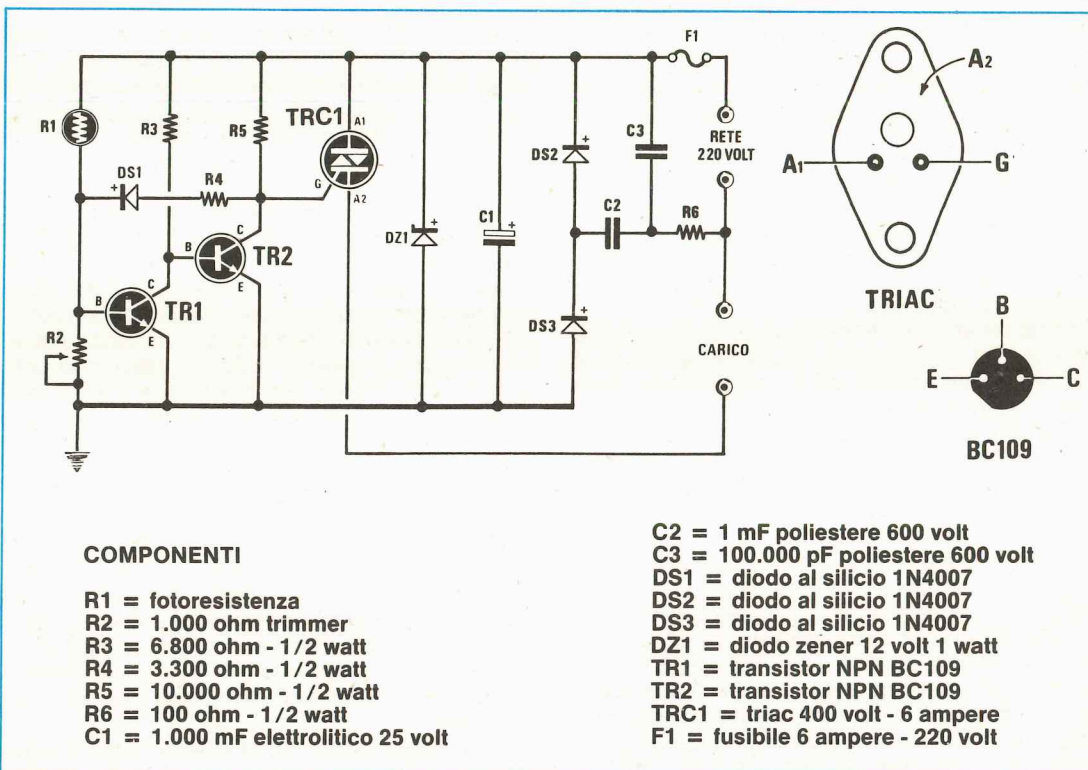 F1
R1
R3
R5
TRC1
A1
G
A2
DS1
+
R4
B
C
TR2
E
B
C
TR1
E
R2
DZ1
+
C1
+
DS2
+
C3
C2
R6
DS3
+
RETE
220 VOLT
CARICO
A2
A1
G
TRIAC
B
E
C
BC109
COMPONENTI
R1 = fotoresistenza
R2 = 1.000 ohm trimmer
R3 = 6.800 ohm - 1/2 watt
R4 = 3.300 ohm - 1/2 watt
R5 = 10.000 ohm - 1/2 watt
R6 = 100 ohm - 1/2 watt
C1 = 1.000 mF elettrolitico 25 volt
C2 = 1 mF poliestere 600 volt
C3 = 100.000 pF poliestere 600 volt
DS1 = diodo al silicio 1N4007
DS2 = diodo al silicio 1N4007
DS3 = diodo al silicio 1N4007
DZ1 = diodo zener 12 volt 1 watt
TR1 = transistor NPN BC109
TR2 = transistor NPN BC109
TRC1 = triac 400 volt - 6 ampere
F1 = fusibile 6 ampere - 220 volt